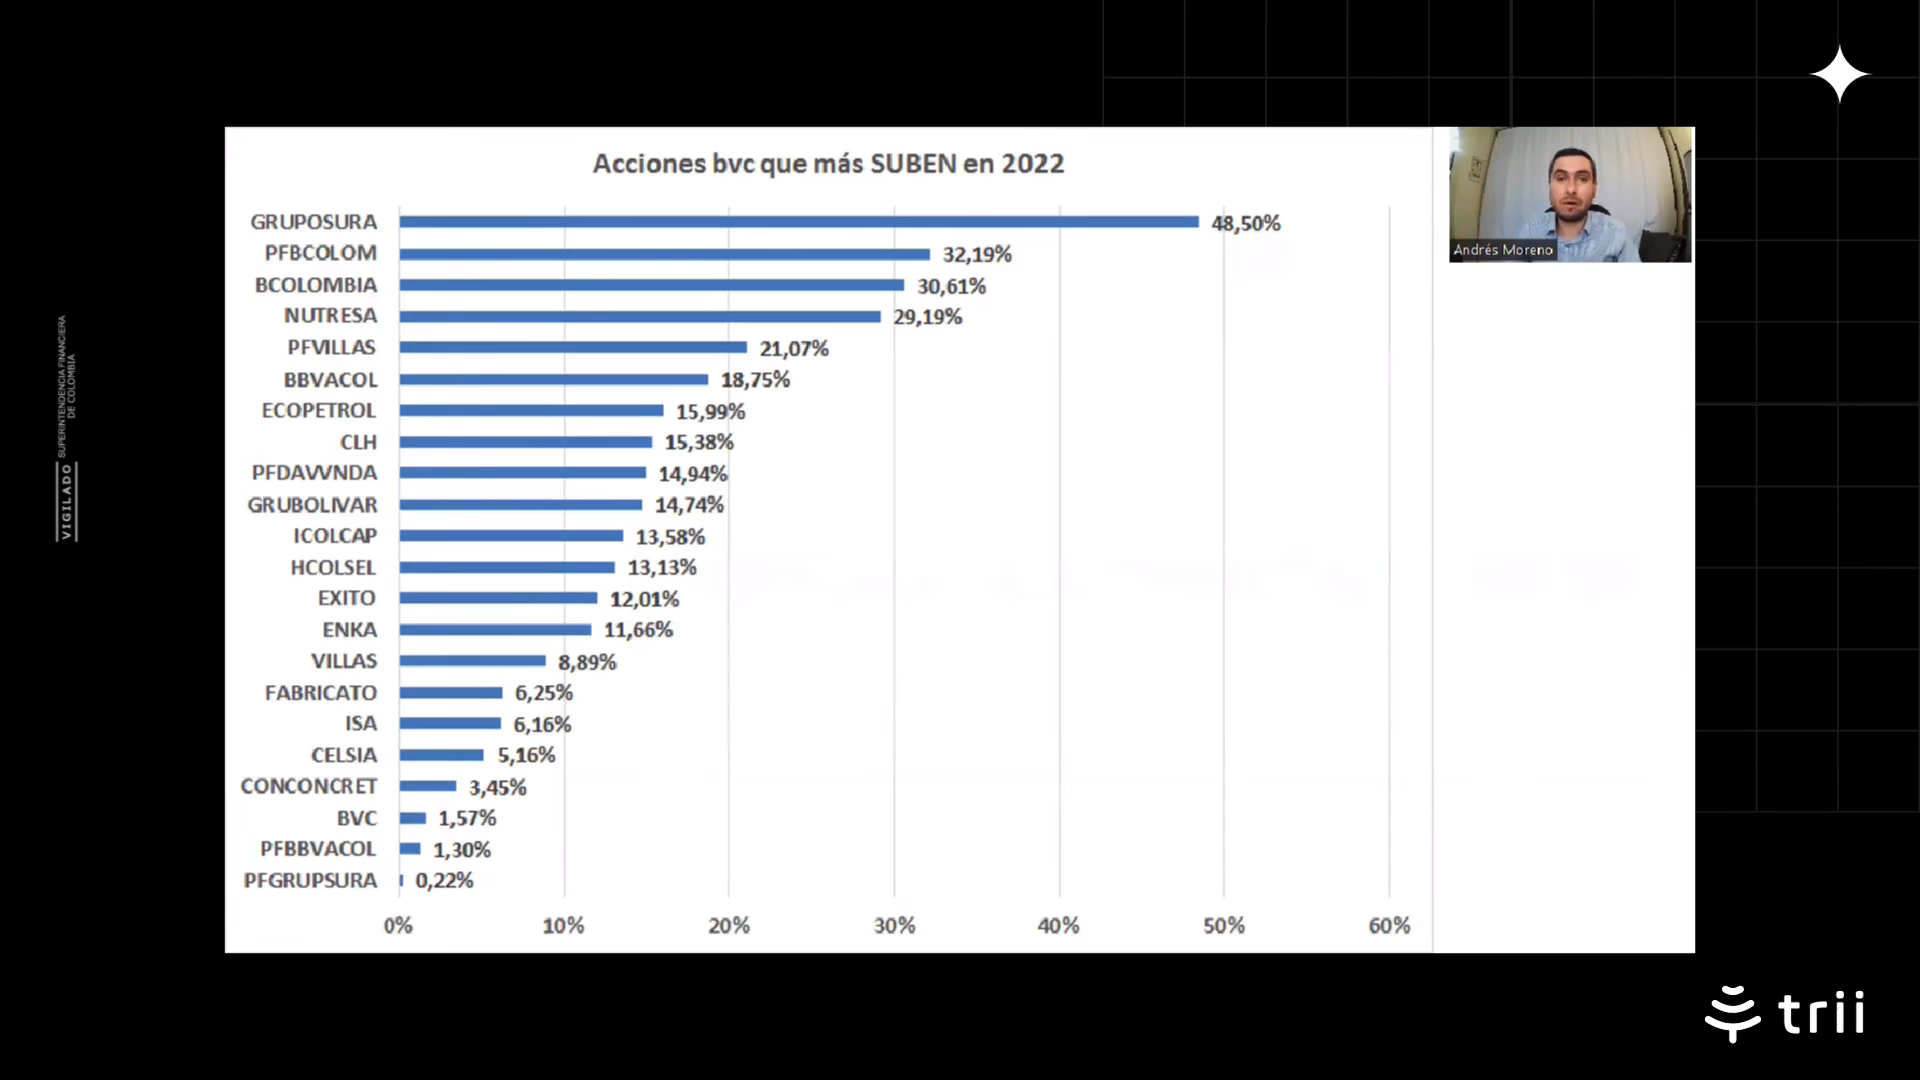 Acciones bvc que más SUBEN en 2022
GRUPOSURA 48,50%
PFBCOLOM 32,19%
BCOLOMBIA 30,61%
NUTRESA 29,19%
PFVILLAS 21,07%
BBVACOL 18,75%
ECOPETROL 15,99%
CLH 15,38%
PFDAVVNDA 14,94%
GRUBOLIVAR 14,74%
ICOLCAP 13,58%
HCOLSEL 13,13%
EXITO 12,01%
ENKA 11,66%
VILLAS 8,89%
FABRICATO 6,25%
ISA 6,16%
CELSIA 5,16%
CONCONCRET 3,45%
BVC 1,57%
PFBBVACOL 1,30%
PFGRUPSURA 0,22%
0% 10% 20% 30% 40% 50% 60%
Andrés Moreno
VIGILADO
SUPERINTENDENCIA FINANCIERA
DE COLOMBIA
trii